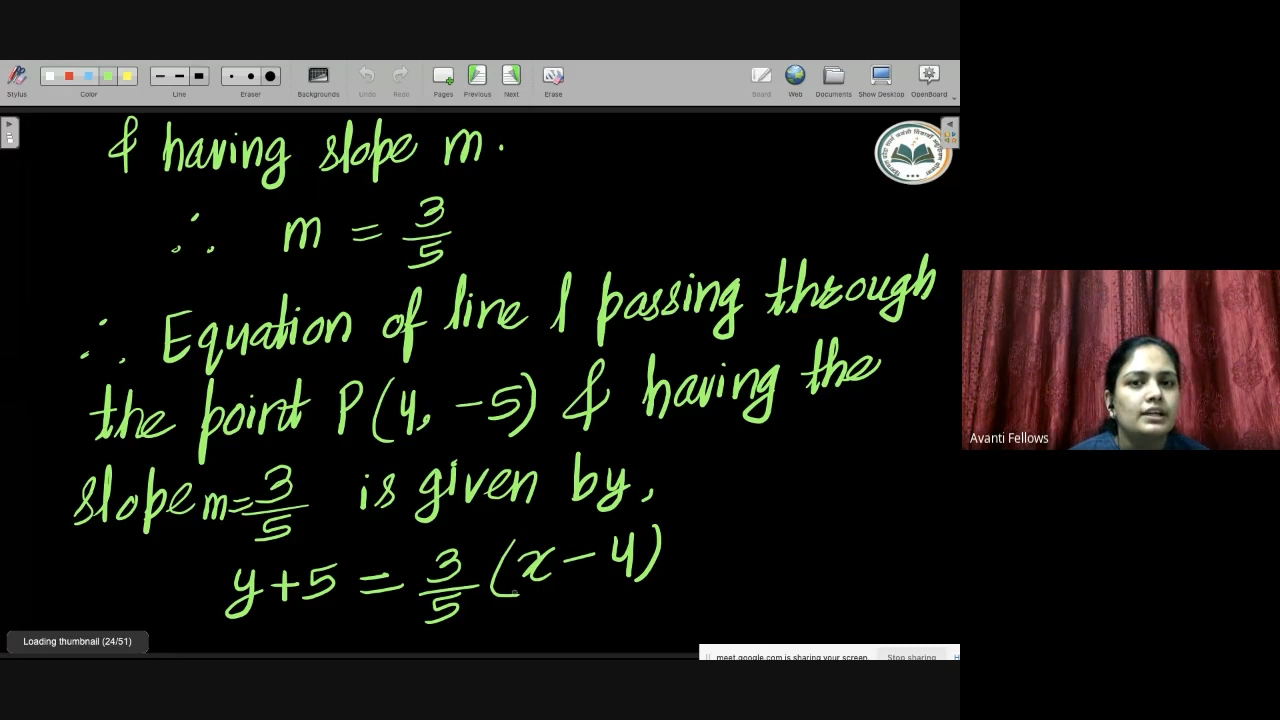 Stylus
Color
Line
Eraser
Backgrounds
Undo
Redo
Pages
Previous
Next
Erase
Board
Web
Documents
Show Desktop
OpenBoard
& having slope m.
∴ m = 3/5
∴ Equation of line l passing through
the point P(4, -5) & having the
slope m = 3/5 is given by,
y + 5 = 3/5 (x - 4)
Avanti Fellows
Loading thumbnail (24/51)
meet.google.com is sharing your screen.
Stop sharing
H